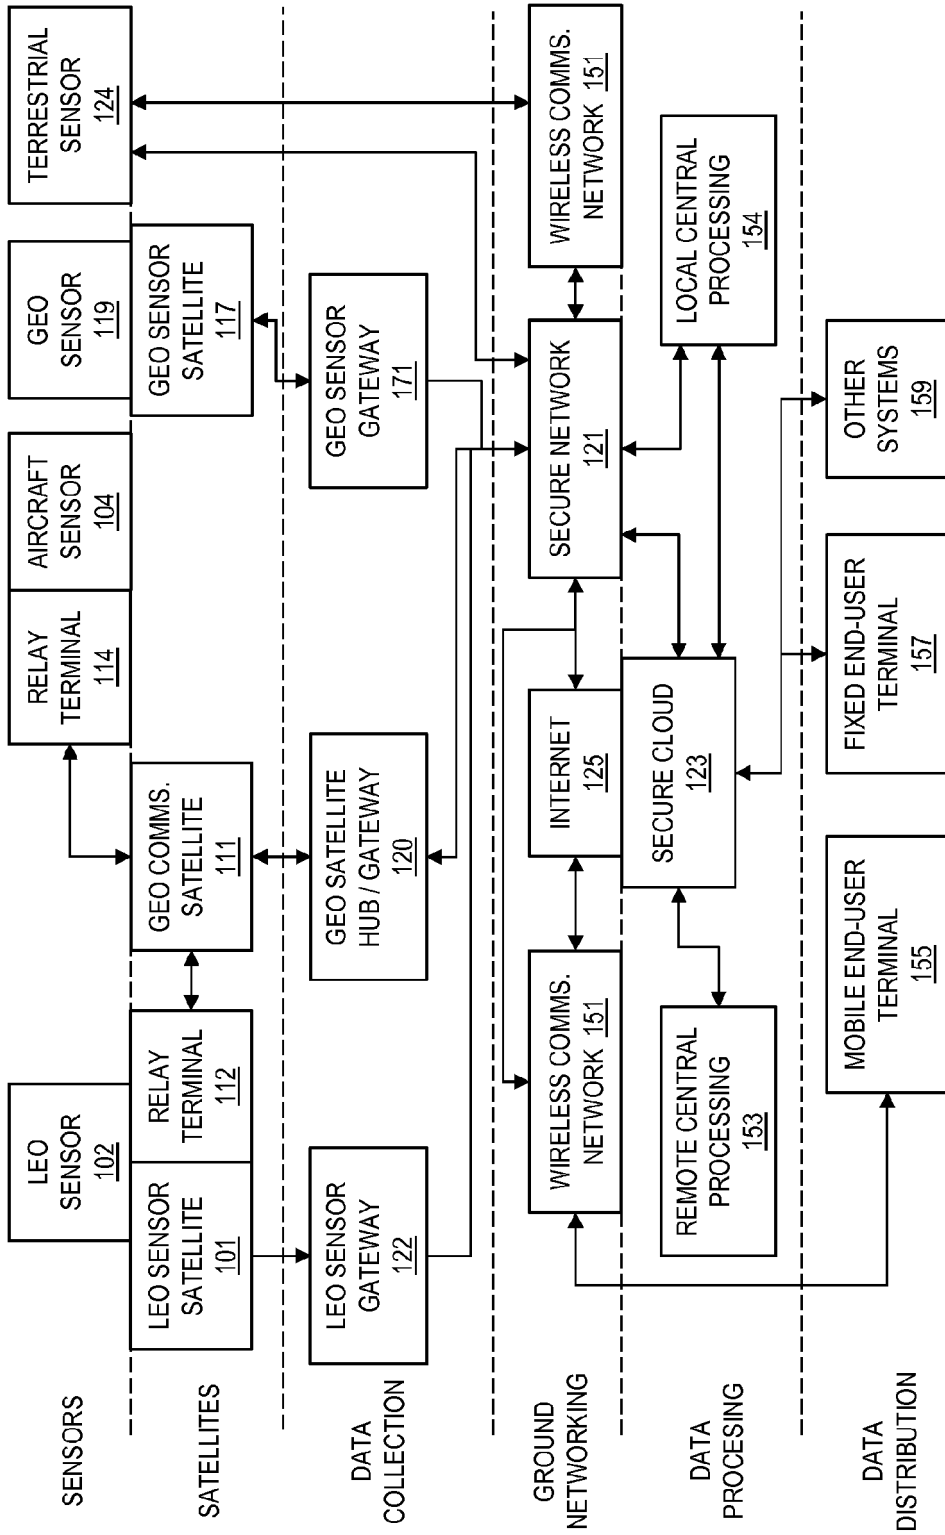 SENSORS
LEO
SENSOR
102
RELAY
TERMINAL
114
AIRCRAFT
SENSOR
104
GEO
SENSOR
119
TERRESTRIAL
SENSOR
124
SATELLITES
LEO SENSOR
SATELLITE
101
RELAY
TERMINAL
112
GEO COMMS.
SATELLITE
111
GEO SENSOR
SATELLITE
117
DATA
COLLECTION
LEO SENSOR
GATEWAY
122
GEO SATELLITE
HUB / GATEWAY
120
GEO SENSOR
GATEWAY
171
GROUND
NETWORKING
WIRELESS COMMS.
NETWORK 151
INTERNET
125
SECURE NETWORK
121
WIRELESS COMMS.
NETWORK 151
DATA
PROCESING
REMOTE CENTRAL
PROCESSING
153
SECURE CLOUD
123
LOCAL CENTRAL
PROCESSING
154
DATA
DISTRIBUTION
MOBILE END-USER
TERMINAL
155
FIXED END-USER
TERMINAL
157
OTHER
SYSTEMS
159